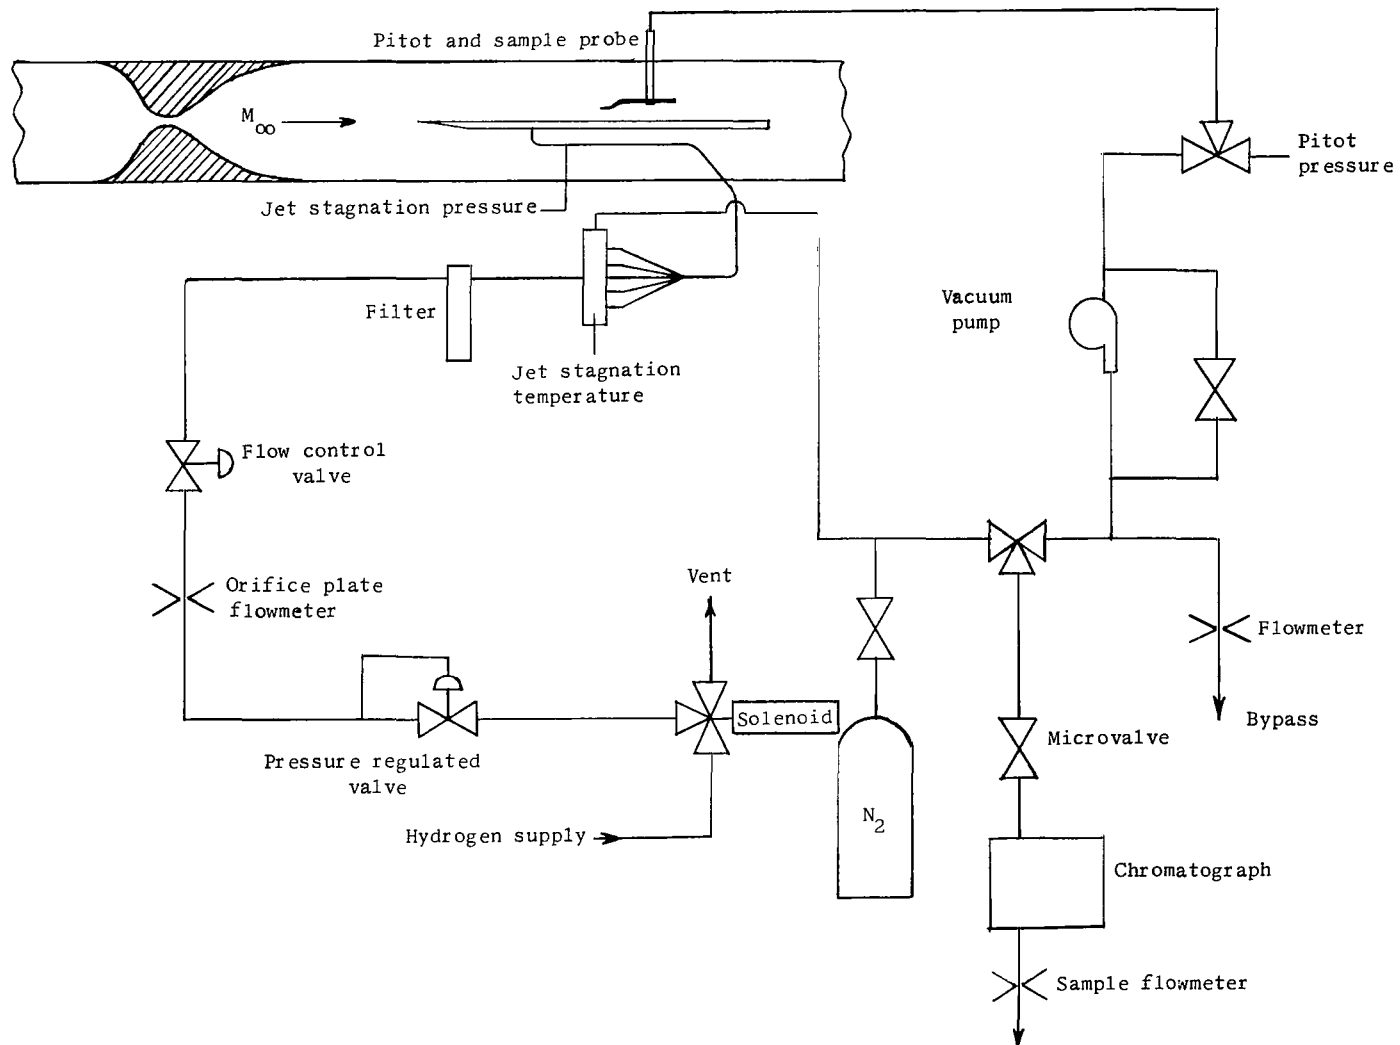 Pitot and sample probe
M∞
Pitot
pressure
Jet stagnation pressure
Filter
Vacuum
pump
Jet stagnation
temperature
Flow control
valve
Vent
Orifice plate
flowmeter
Flowmeter
Solenoid
Bypass
Microvalve
Pressure regulated
valve
N2
Hydrogen supply
Chromatograph
Sample flowmeter